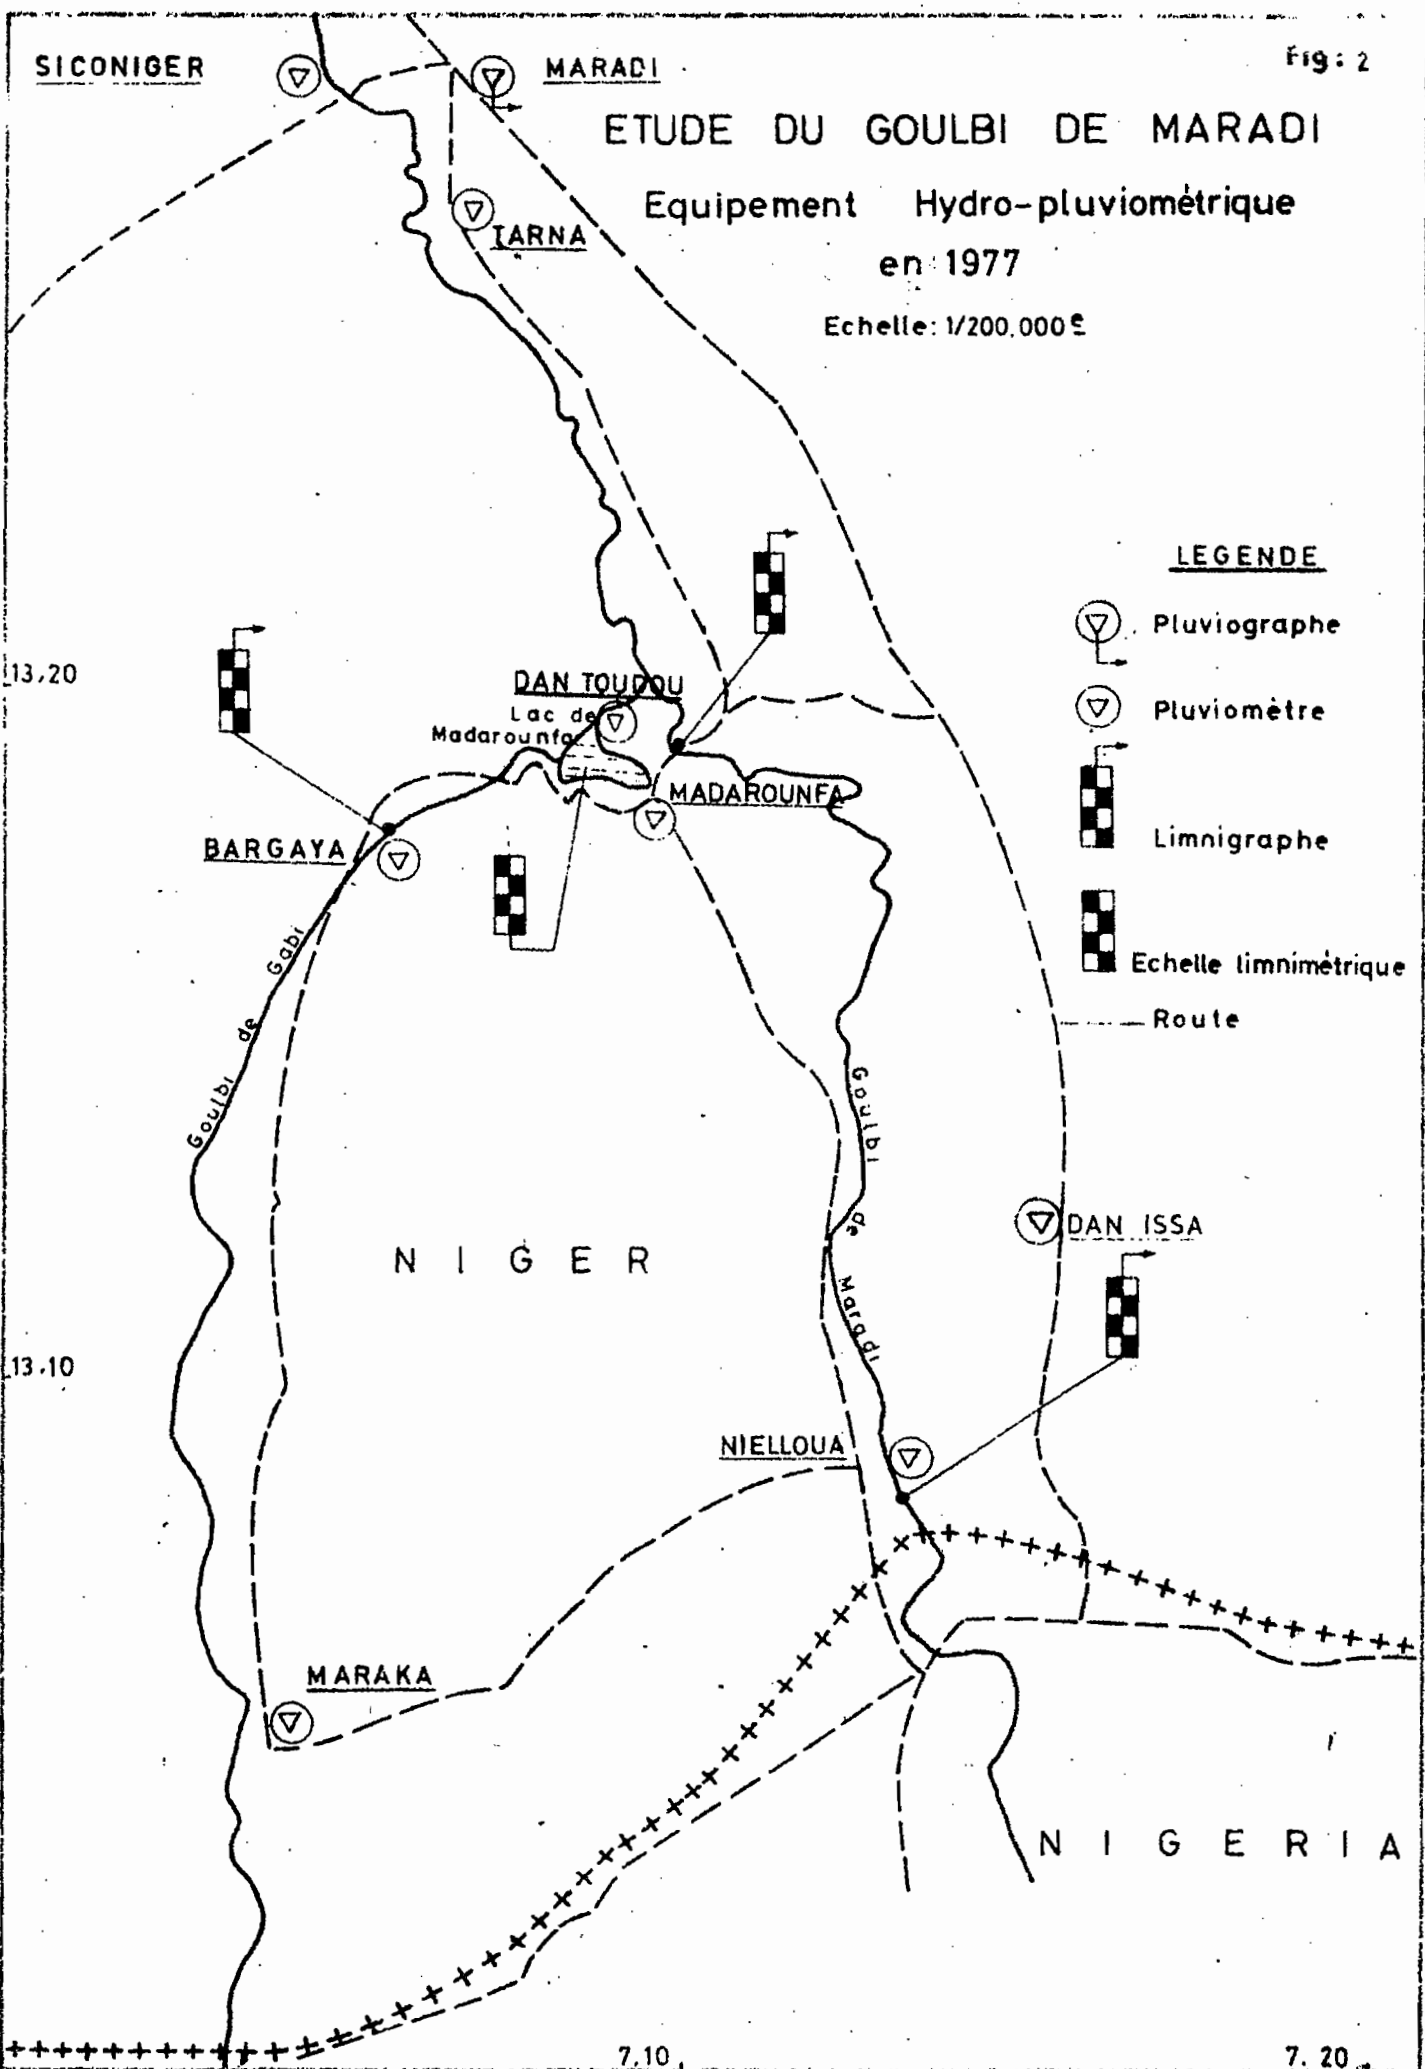 Fig: 2
SICONIGER
MARADI
ETUDE DU GOULBI DE MARADI
Equipement Hydro-pluviomètrique
en 1977
Echelle: 1/200.000e
TARNA
LEGENDE
Pluviographe
Pluviomètre
Limnigraphe
Echelle limnimètrique
Route
13.20
DAN TOUDOU
Lac de
Madarounfa
MADAROUNFA
BARGAYA
Goulbi de Gabi
Goulbi de Maradi
DAN ISSA
NIGER
13.10
NIELLOUA
MARAKA
NIGERIA
7.10
7.20